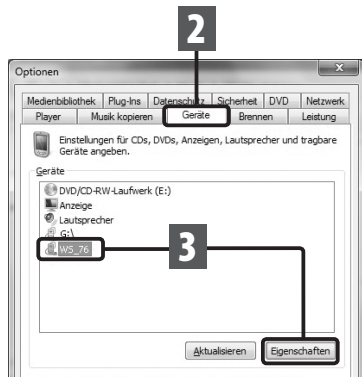 2
Optionen
Medienbibliothek Plug-Ins Datenschutz Sicherheit DVD Netzwerk
Player Musik kopieren Geräte Brennen Leistung
Einstellungen für CDs, DVDs, Anzeigen, Lautsprecher und tragbare
Geräte angeben.
Geräte
DVD/CD-RW-Laufwerk (E:)
Anzeige
Lautsprecher
G:\
WS_76
3
Aktualisieren Eigenschaften